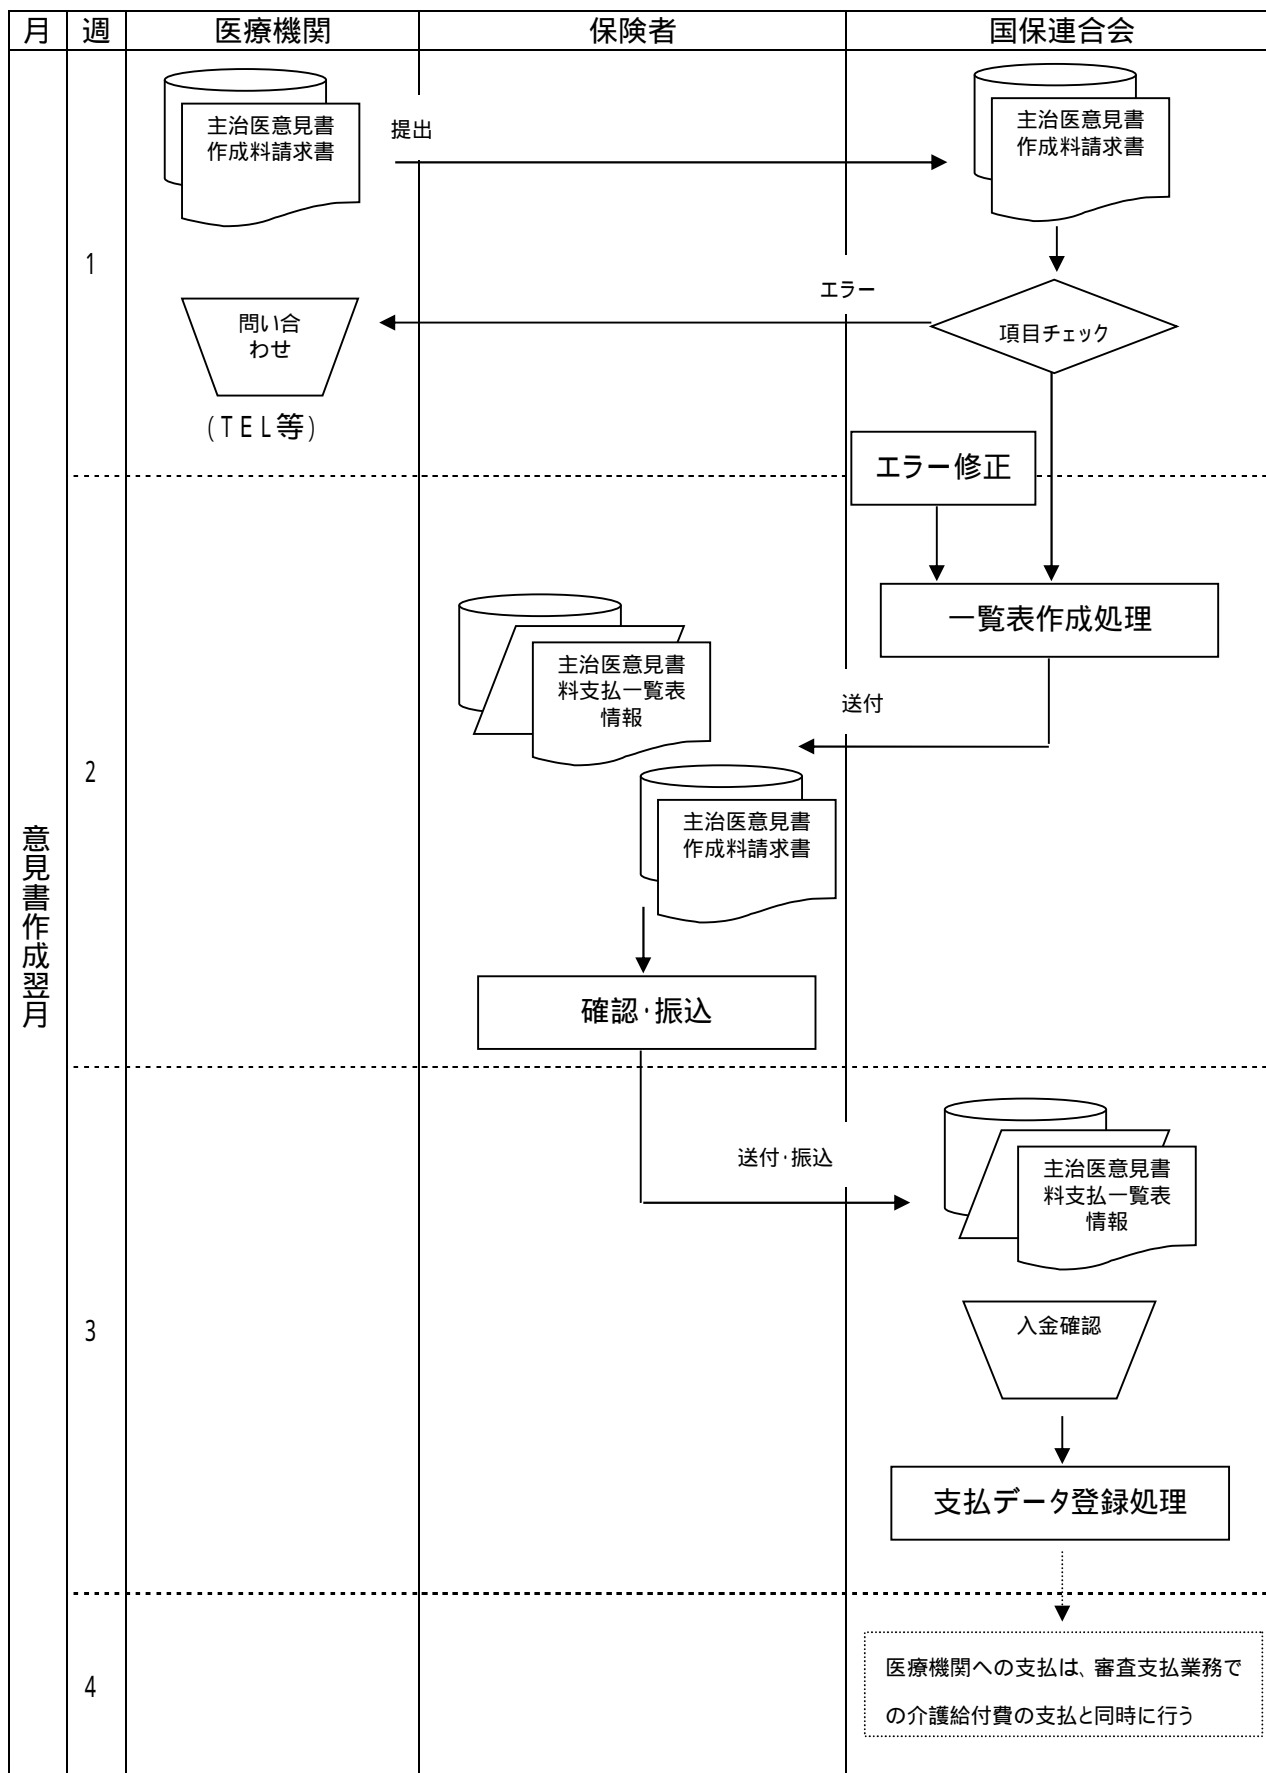 月 週 医療機関 保険者 国保連合会
主治医意見書
作成料請求書
提出
主治医意見書
作成料請求書
1
エラー
問い合
わせ
項目チェック
(TEL等)
エラー修正
一覧表作成処理
主治医意見書
料支払一覧表
情報
送付
2
主治医意見書
作成料請求書
意見書作成翌月
確認・振込
送付・振込
主治医意見書
料支払一覧表
情報
3
入金確認
支払データ登録処理
4
医療機関への支払は、審査支払業務で
の介護給付費の支払と同時に行う